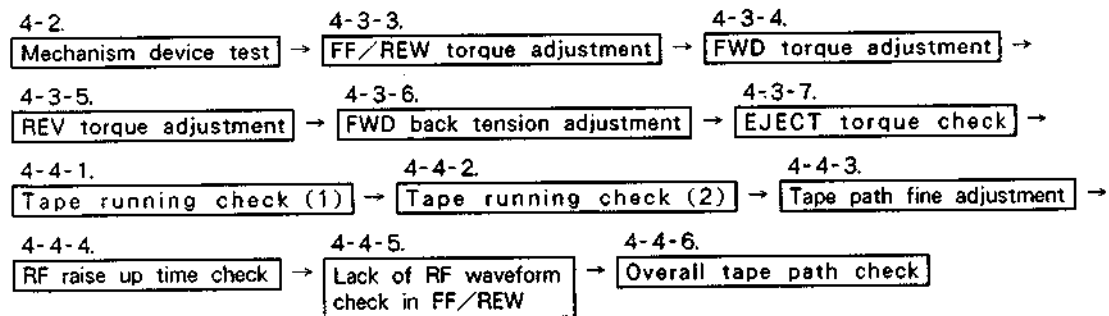 4-2. 4-3-3. 4-3-4.
Mechanism device test → FF/REW torque adjustment → FWD torque adjustment →
4-3-5. 4-3-6. 4-3-7.
REV torque adjustment → FWD back tension adjustment → EJECT torque check →
4-4-1. 4-4-2. 4-4-3.
Tape running check (1) → Tape running check (2) → Tape path fine adjustment →
4-4-4. 4-4-5. 4-4-6.
RF raise up time check → Lack of RF waveform → Overall tape path check
check in FF/REW